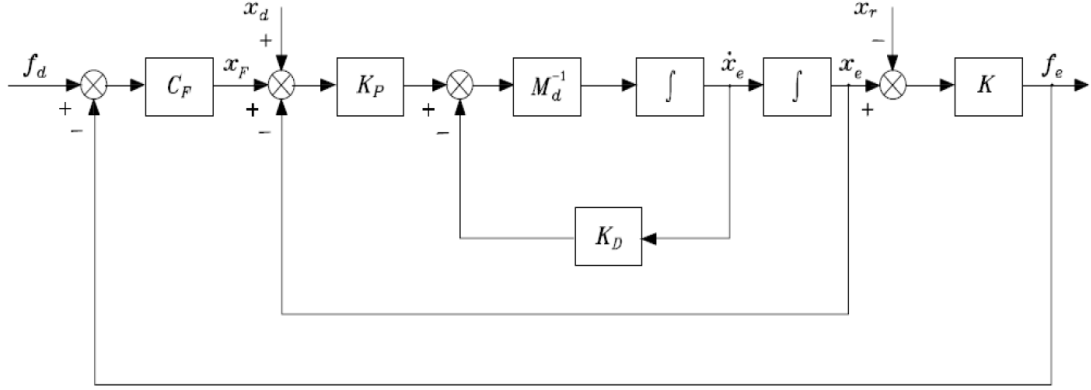 x_d
x_r
f_d
x_F
ẋ_e
x_e
f_e
C_F
K_P
M_d^{-1}
∫
∫
K
+
+
+
+
+
−
−
−
−
K_D